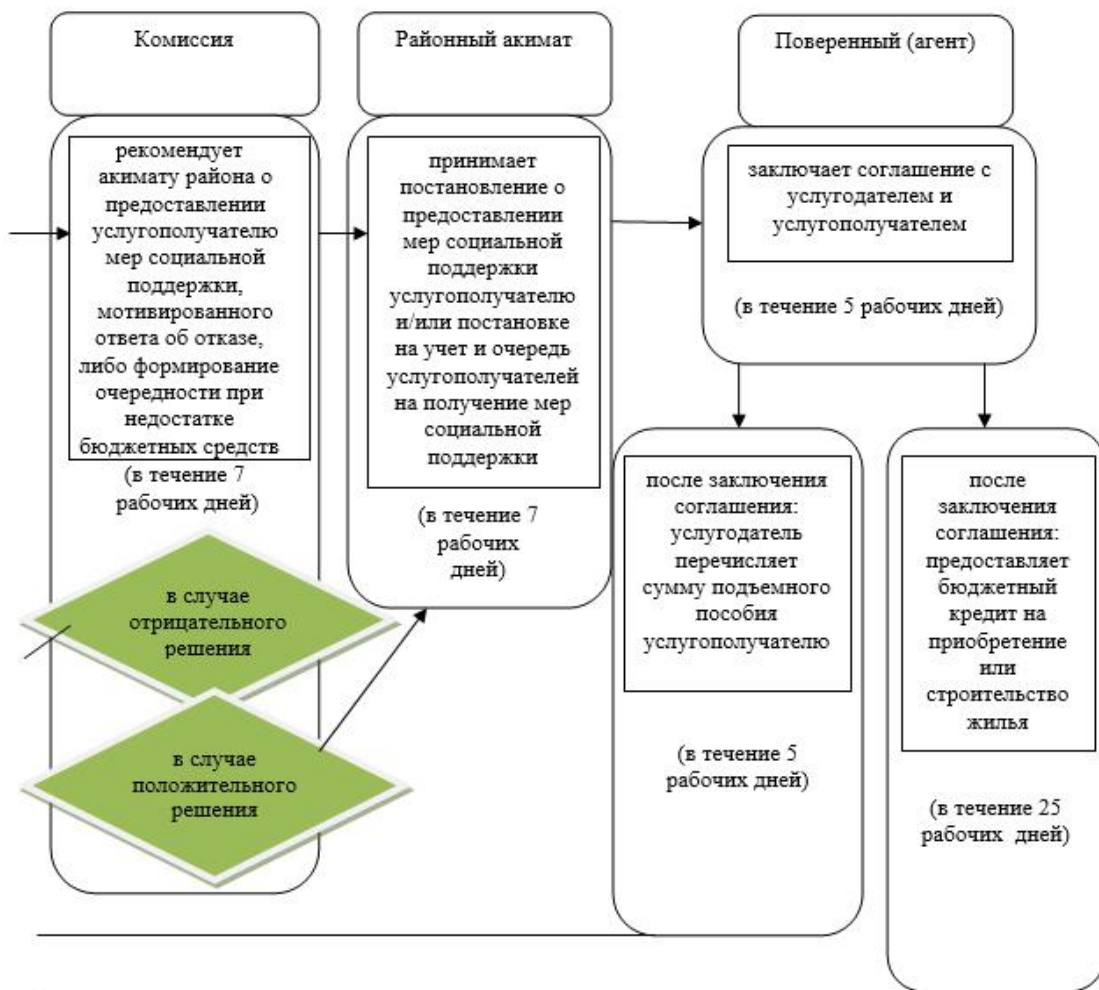 Комиссия
Районный акимат
Поверенный (агент)
рекомендует
акимату района о
предоставлении
услугополучателю
мер социальной
поддержки,
мотивированного
ответа об отказе,
либо формирование
очередности при
недостатке
бюджетных средств
(в течение 7
рабочих дней)
в случае
отрицательного
решения
в случае
положительного
решения
принимает
постановление о
предоставлении
мер социальной
поддержки
услугополучателю
и/или постановке
на учет и очередь
услугополучателей
на получение мер
социальной
поддержки
(в течение 7
рабочих
дней)
заключает соглашение с
услугодателем и
услугополучателем
(в течение 5 рабочих дней)
после заключения
соглашения:
услугодатель
перечисляет
сумму подъемного
пособия
услугополучателю
(в течение 5
рабочих дней)
после
заключения
соглашения:
предоставляет
бюджетный
кредит на
приобретение
или
строительство
жилья
(в течение 25
рабочих дней)